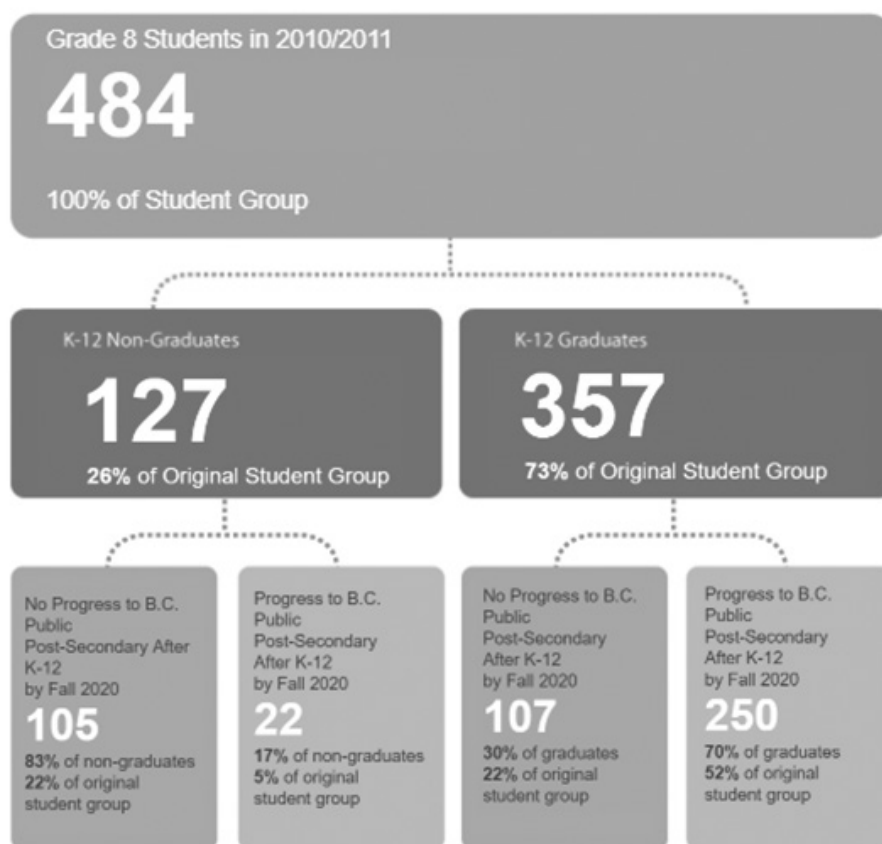 Grade 8 Students in 2010/2011
484
100% of Student Group
K-12 Non-Graduates
127
26% of Original Student Group
K-12 Graduates
357
73% of Original Student Group
No Progress to B.C.
Public
Post-Secondary After
K-12
by Fall 2020
105
83% of non-graduates
22% of original
student group
Progress to B.C.
Public
Post-Secondary
After K-12
by Fall 2020
22
17% of non-graduates
5% of original
student group
No Progress to B.C.
Public
Post-Secondary
After K-12
by Fall 2020
107
30% of graduates
22% of original
student group
Progress to B.C.
Public
Post-Secondary
After K-12
by Fall 2020
250
70% of graduates
52% of original
student group